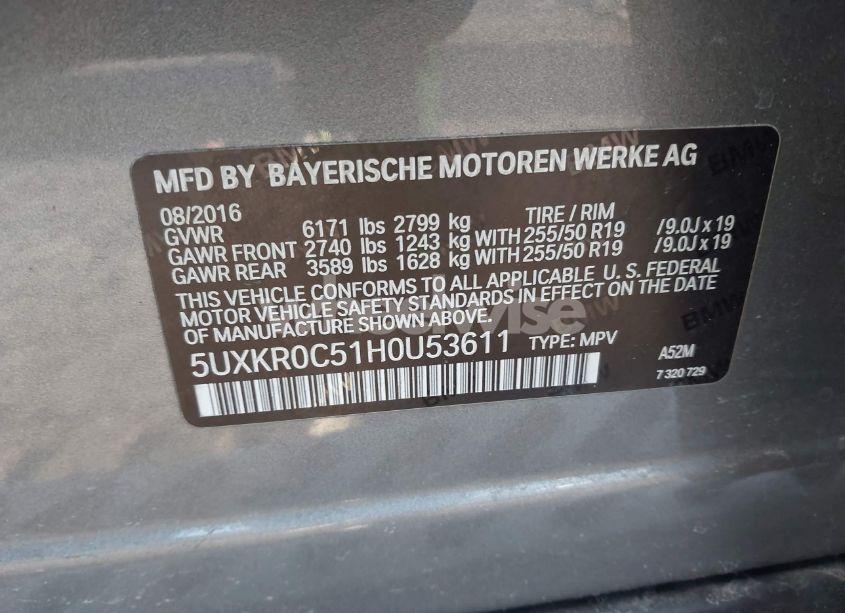 MFD BY BAYERISCHE MOTOREN WERKE AG
08/2016 TIRE / RIM
GVWR 6171 lbs 2799 kg
GAWR FRONT 2740 lbs 1243 kg WITH 255/50 R19 /9.0J x 19
GAWR REAR 3589 lbs 1628 kg WITH 255/50 R19 /9.0J x 19
THIS VEHICLE CONFORMS TO ALL APPLICABLE U. S. FEDERAL
MOTOR VEHICLE SAFETY STANDARDS IN EFFECT ON THE DATE
OF MANUFACTURE SHOWN ABOVE.
5UXKR0C51H0U53611 TYPE: MPV A52M
7 320 729
BMW